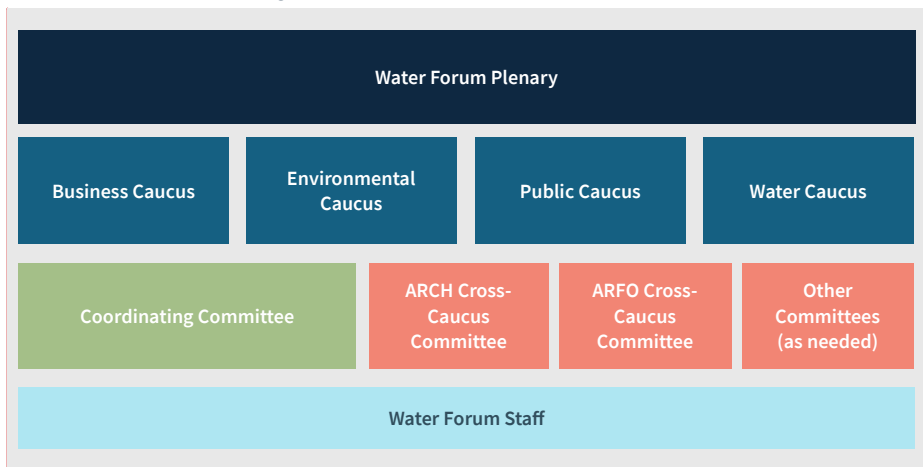 Water Forum Plenary
Business Caucus
Environmental
Caucus
Public Caucus
Water Caucus
Coordinating Committee
ARCH Cross-
Caucus
Committee
ARFO Cross-
Caucus
Committee
Other
Committees
(as needed)
Water Forum Staff